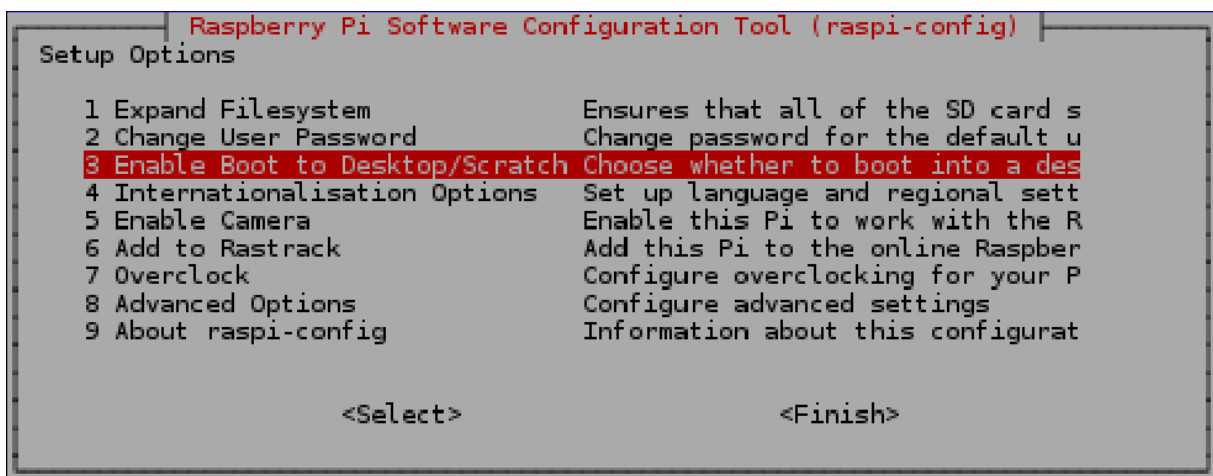 Raspberry Pi Software Configuration Tool (raspi-config)
Setup Options
1 Expand Filesystem Ensures that all of the SD card s
2 Change User Password Change password for the default u
3 Enable Boot to Desktop/Scratch Choose whether to boot into a des
4 Internationalisation Options Set up language and regional sett
5 Enable Camera Enable this Pi to work with the R
6 Add to Rastrack Add this Pi to the online Raspber
7 Overclock Configure overclocking for your P
8 Advanced Options Configure advanced settings
9 About raspi-config Information about this configurat
<Select> <Finish>